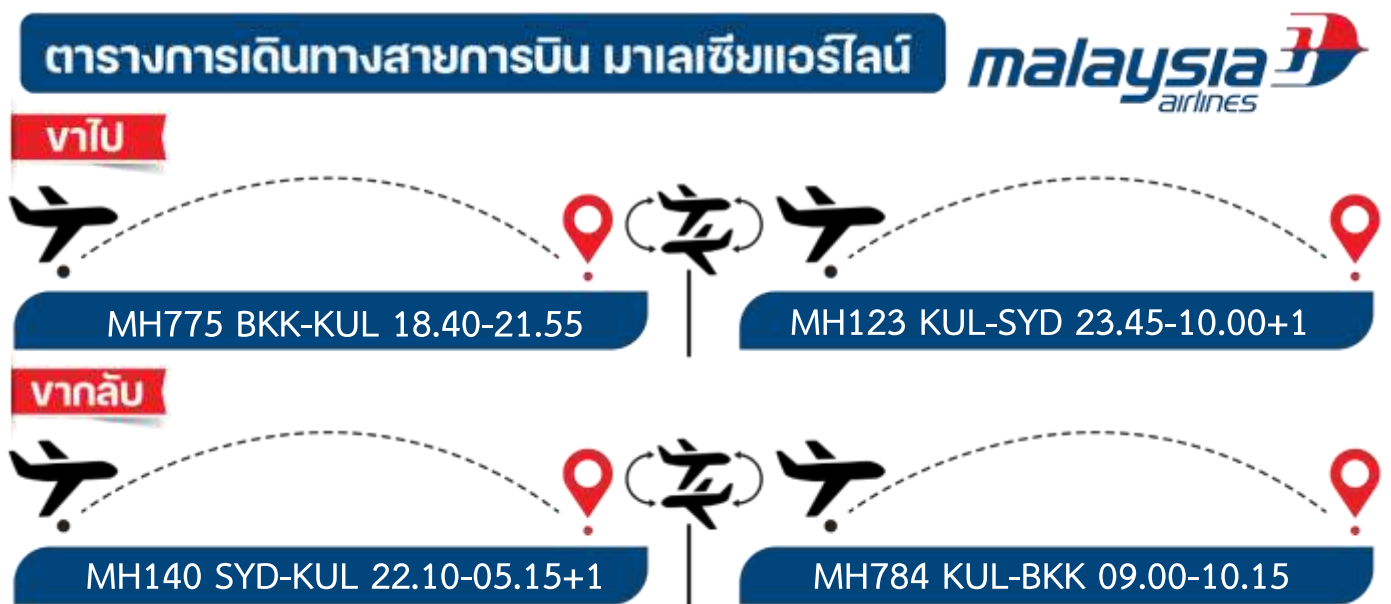 ตารางการเดินทางสายการบิน มาเลเซียแอร์ไลน์
malaysia
airlines
ขาไป
MH775 BKK-KUL 18.40-21.55
MH123 KUL-SYD 23.45-10.00+1
ขากลับ
MH140 SYD-KUL 22.10-05.15+1
MH784 KUL-BKK 09.00-10.15